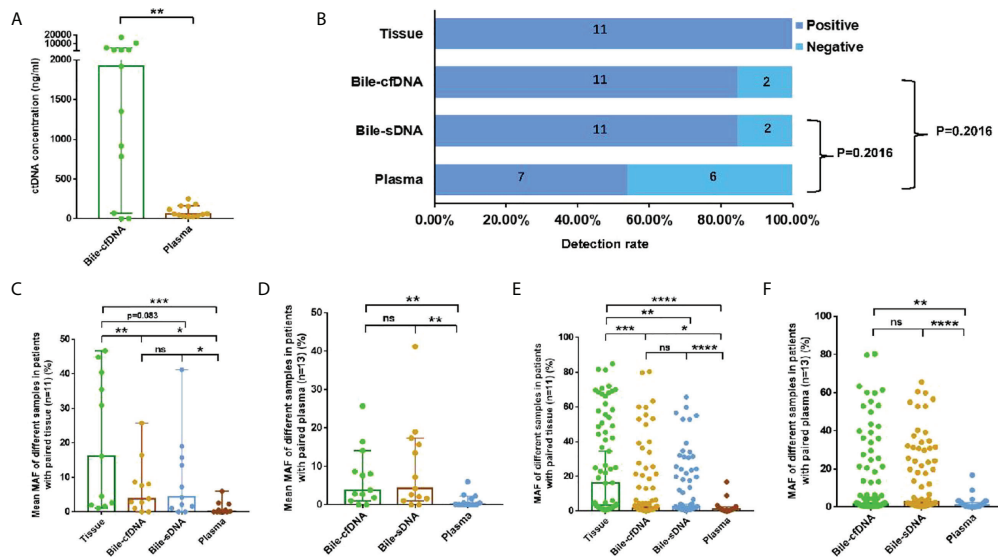 A
**
20000
10000
2000
1500
1000
500
0
ctDNA concentration (ng/ml)
Bile-cfDNA
Plasma
B
Positive
Negative
Tissue
11
Bile-cfDNA
11
2
Bile-sDNA
11
2
Plasma
7
6
P=0.2016
P=0.2016
0.00%
20.00%
40.00%
60.00%
80.00%
100.00%
Detection rate
C
***
p=0.083
**
*
ns
*
50
40
30
20
10
0
Mean MAF of different samples in patients
with paired tissue (n=11) (%)
Tissue
Bile-cfDNA
Bile-sDNA
Plasma
D
**
ns
**
50
40
30
20
10
0
Mean MAF of different samples in patients
with paired plasma (n=13) (%)
Bile-cfDNA
Bile-sDNA
Plasma
E
****
**
***
*
ns
****
100
80
60
40
20
0
MAF of different samples in patients
with paired tissue (n=11) (%)
Tissue
Bile-cfDNA
Bile-sDNA
Plasma
F
**
ns
****
100
80
60
40
20
0
MAF of different samples in patients
with paired plasma (n=13) (%)
Bile-cfDNA
Bile-sDNA
Plasma